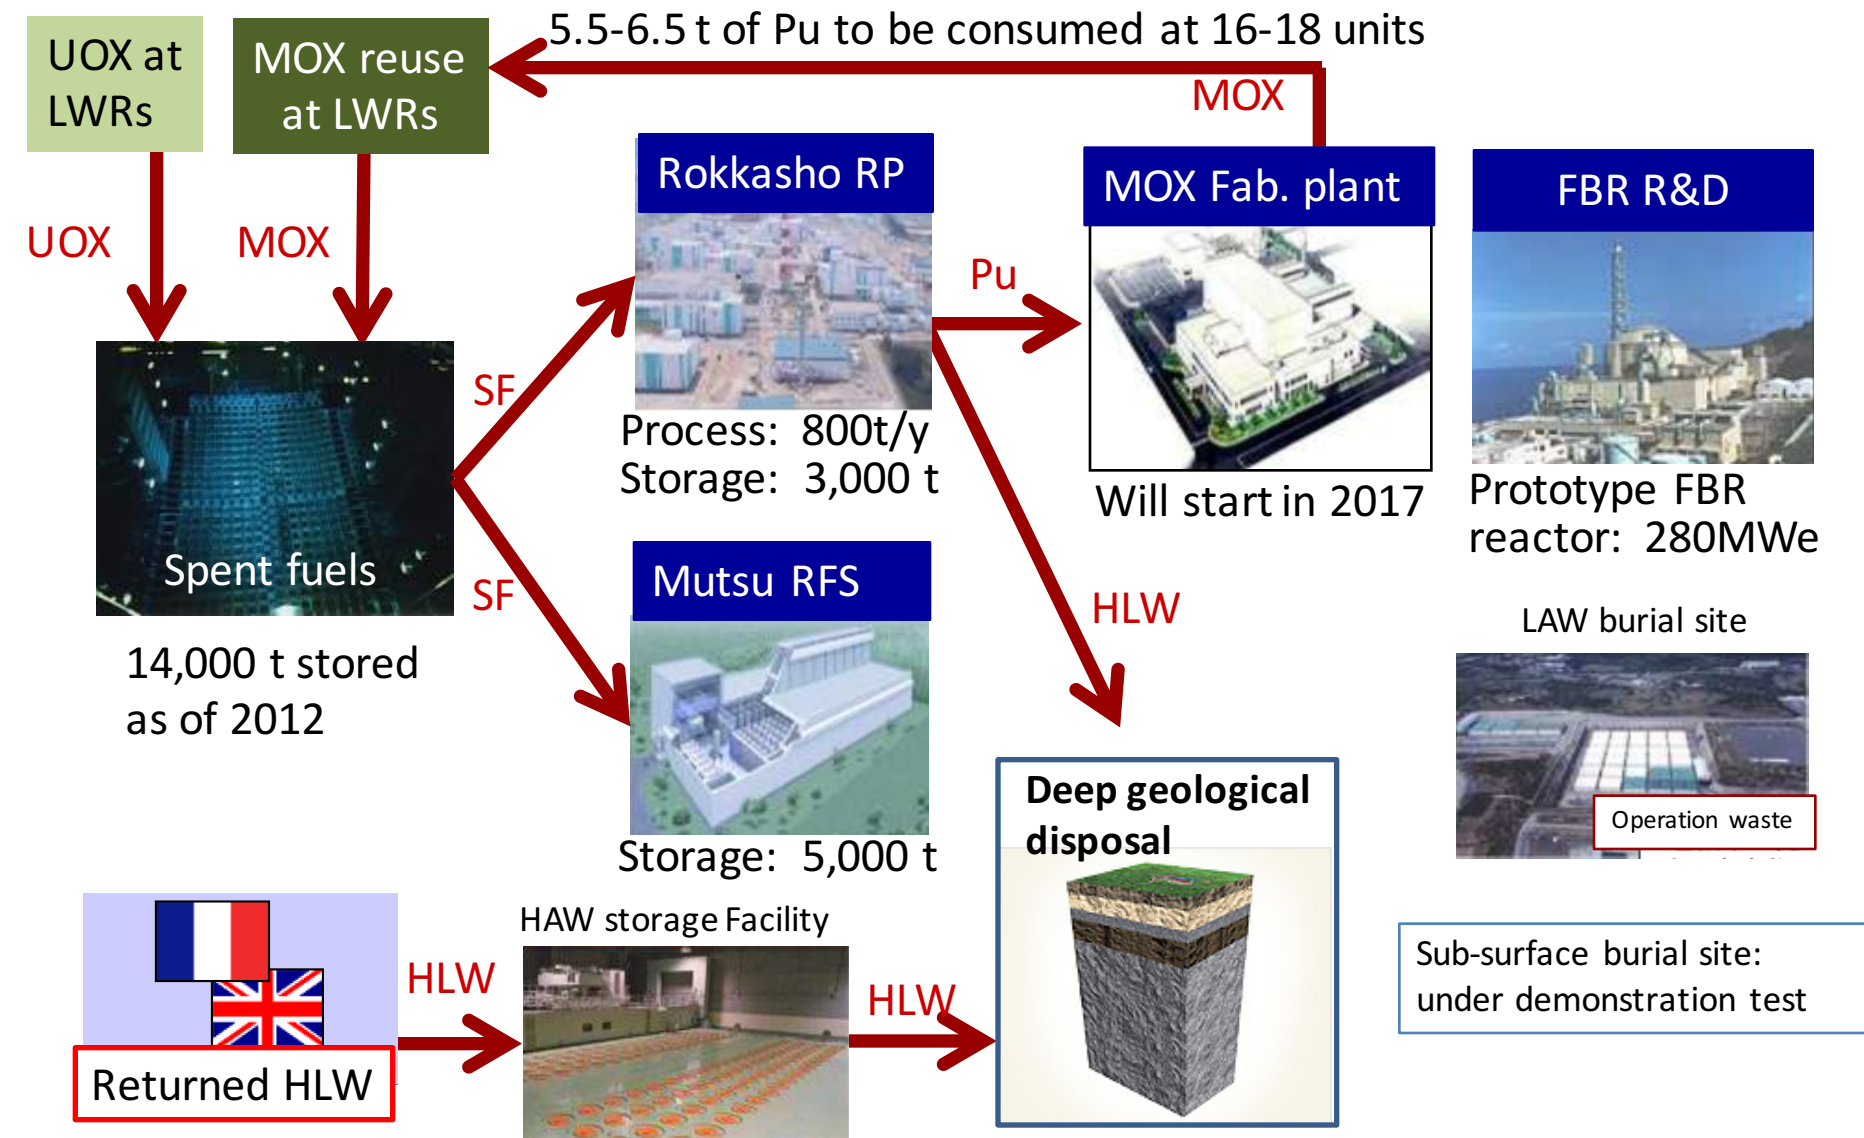 5.5-6.5 t of Pu to be consumed at 16-18 units
UOX at
LWRs
MOX reuse
at LWRs
MOX
Rokkasho RP
MOX Fab. plant
FBR R&D
UOX
MOX
Pu
SF
Process: 800t/y
Storage: 3,000 t
Will start in 2017
Prototype FBR
reactor: 280MWe
Spent fuels
SF
Mutsu RFS
HLW
LAW burial site
14,000 t stored
as of 2012
Operation waste
Storage: 5,000 t
Deep geological
disposal
HAW storage Facility
HLW
HLW
Sub-surface burial site:
under demonstration test
Returned HLW